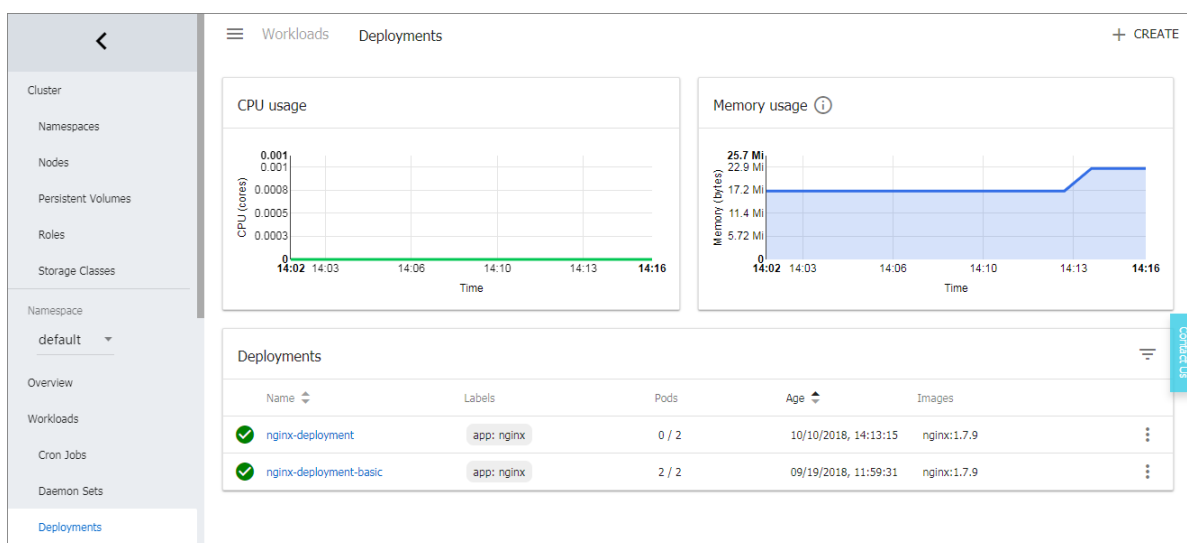 Workloads Deployments + CREATE
Cluster
Namespaces
Nodes
Persistent Volumes
Roles
Storage Classes
Namespace
default
Overview
Workloads
Cron Jobs
Daemon Sets
Deployments
CPU usage
CPU (cores)
0.001
0.001
0.0008
0.0005
0.0003
0
14:02 14:03 14:06 14:10 14:13 14:16
Time
Memory usage
Memory (bytes)
25.7 Mi
22.9 Mi
17.2 Mi
11.4 Mi
5.72 Mi
0
14:02 14:03 14:06 14:10 14:13 14:16
Time
Contact Us
Deployments
Name Labels Pods Age Images
nginx-deployment app: nginx 0 / 2 10/10/2018, 14:13:15 nginx:1.7.9
nginx-deployment-basic app: nginx 2 / 2 09/19/2018, 11:59:31 nginx:1.7.9